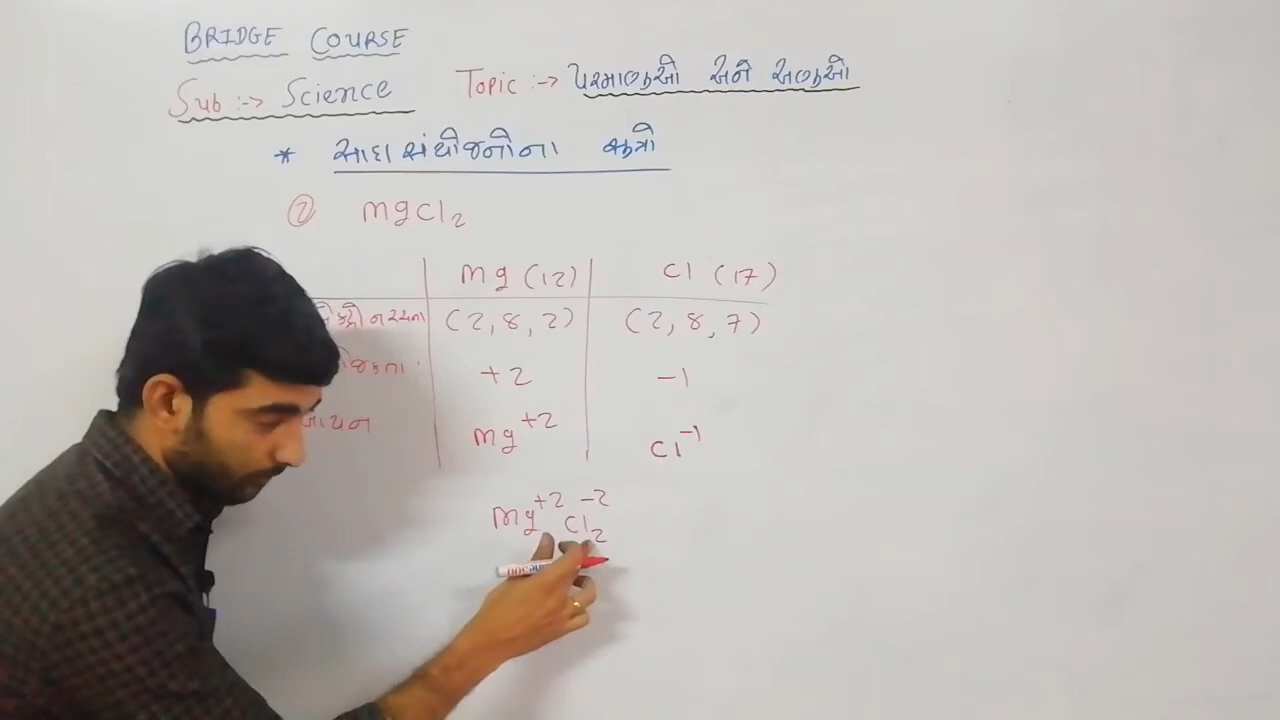 BRIDGE COURSE
Sub :-> Science Topic :-> પરમાણુઓ અને અણુઓ
* સાદા સંયોજનોના સૂત્રો
② MgCl2
Mg (12) Cl (17)
(2, 8, 2) (2, 8, 7)
+2 -1
Mg+2 Cl-1
Mg+2 Cl2-2